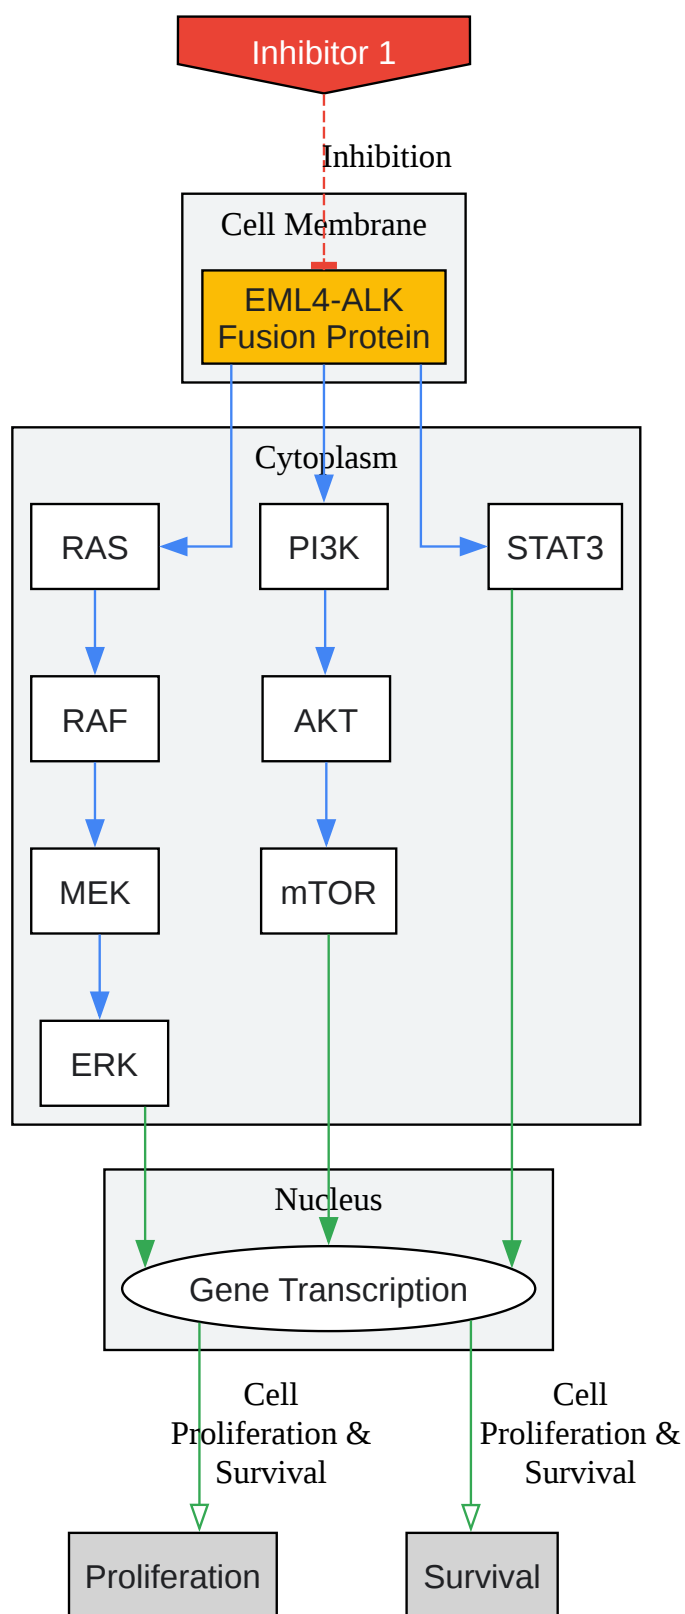 Inhibitor 1
Inhibition
Cell Membrane
EML4-ALK
Fusion Protein
Cytoplasm
RAS
PI3K
STAT3
RAF
AKT
MEK
mTOR
ERK
Nucleus
Gene Transcription
Cell
Proliferation &
Survival
Cell
Proliferation &
Survival
Proliferation
Survival